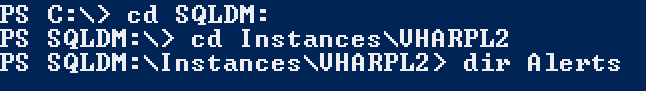 PS C:\> cd SQLDM:
PS SQLDM:\> cd Instances\VHARPL2
PS SQLDM:\Instances\VHARPL2> dir Alerts